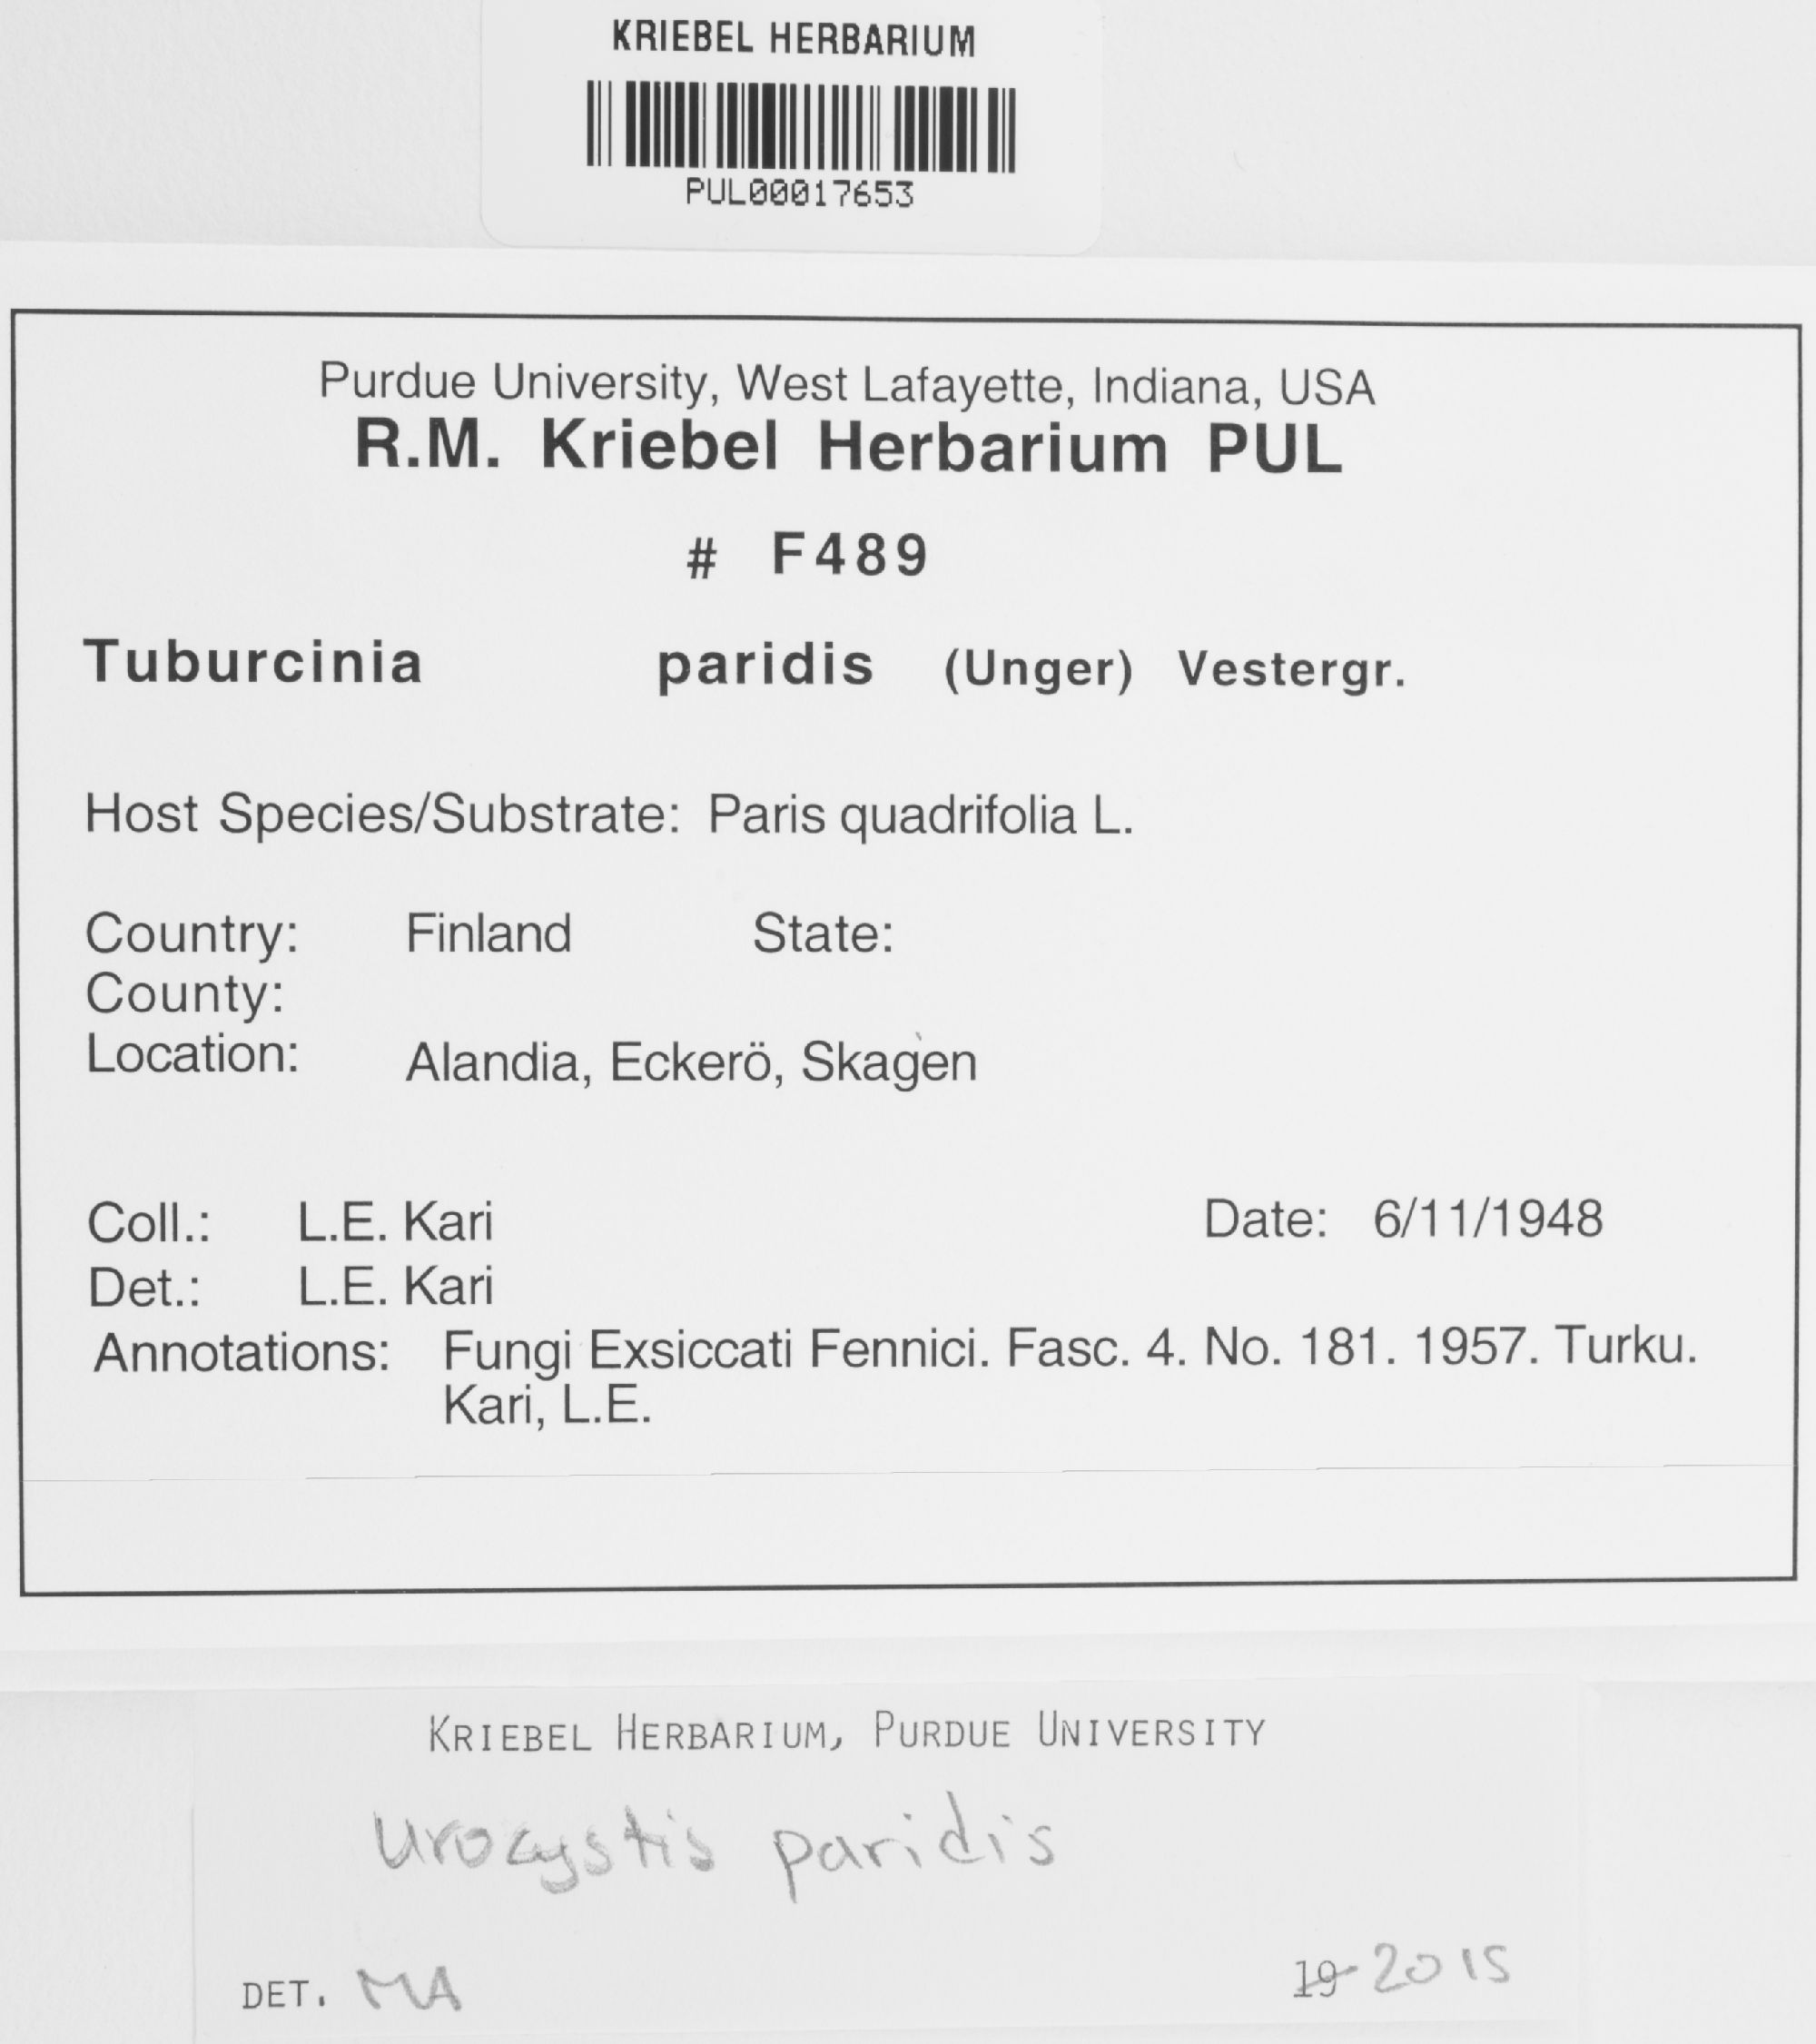 KRIEBEL HERBARIUM
PUL00017653
Purdue University, West Lafayette, Indiana, USA
R.M. Kriebel Herbarium PUL
# F489
Tuburcinia paridis (Unger) Vestergr.
Host Species/Substrate: Paris quadrifolia L.
Country: Finland State:
County:
Location: Alandia, Eckerö, Skagen
Coll.: L.E. Kari Date: 6/11/1948
Det.: L.E. Kari
Annotations: Fungi Exsiccati Fennici. Fasc. 4. No. 181. 1957. Turku.
Kari, L.E.
KRIEBEL HERBARIUM, PURDUE UNIVERSITY
Urocystis paridis
DET. MA 19 2015